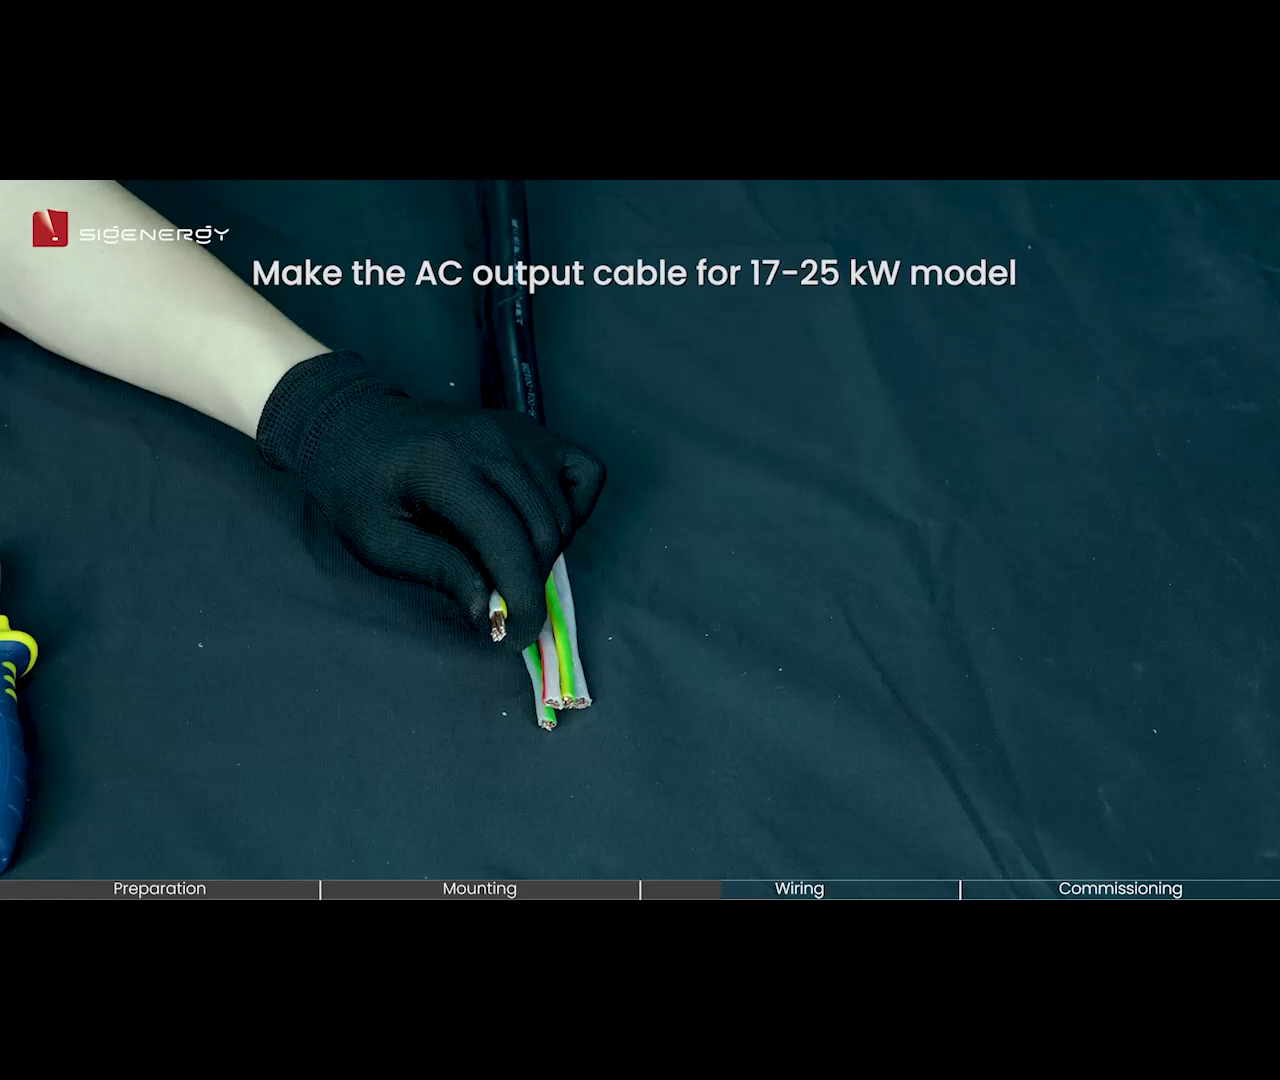 SIGENERGY
Make the AC output cable for 17-25 kW model
Preparation
Mounting
Wiring
Commissioning